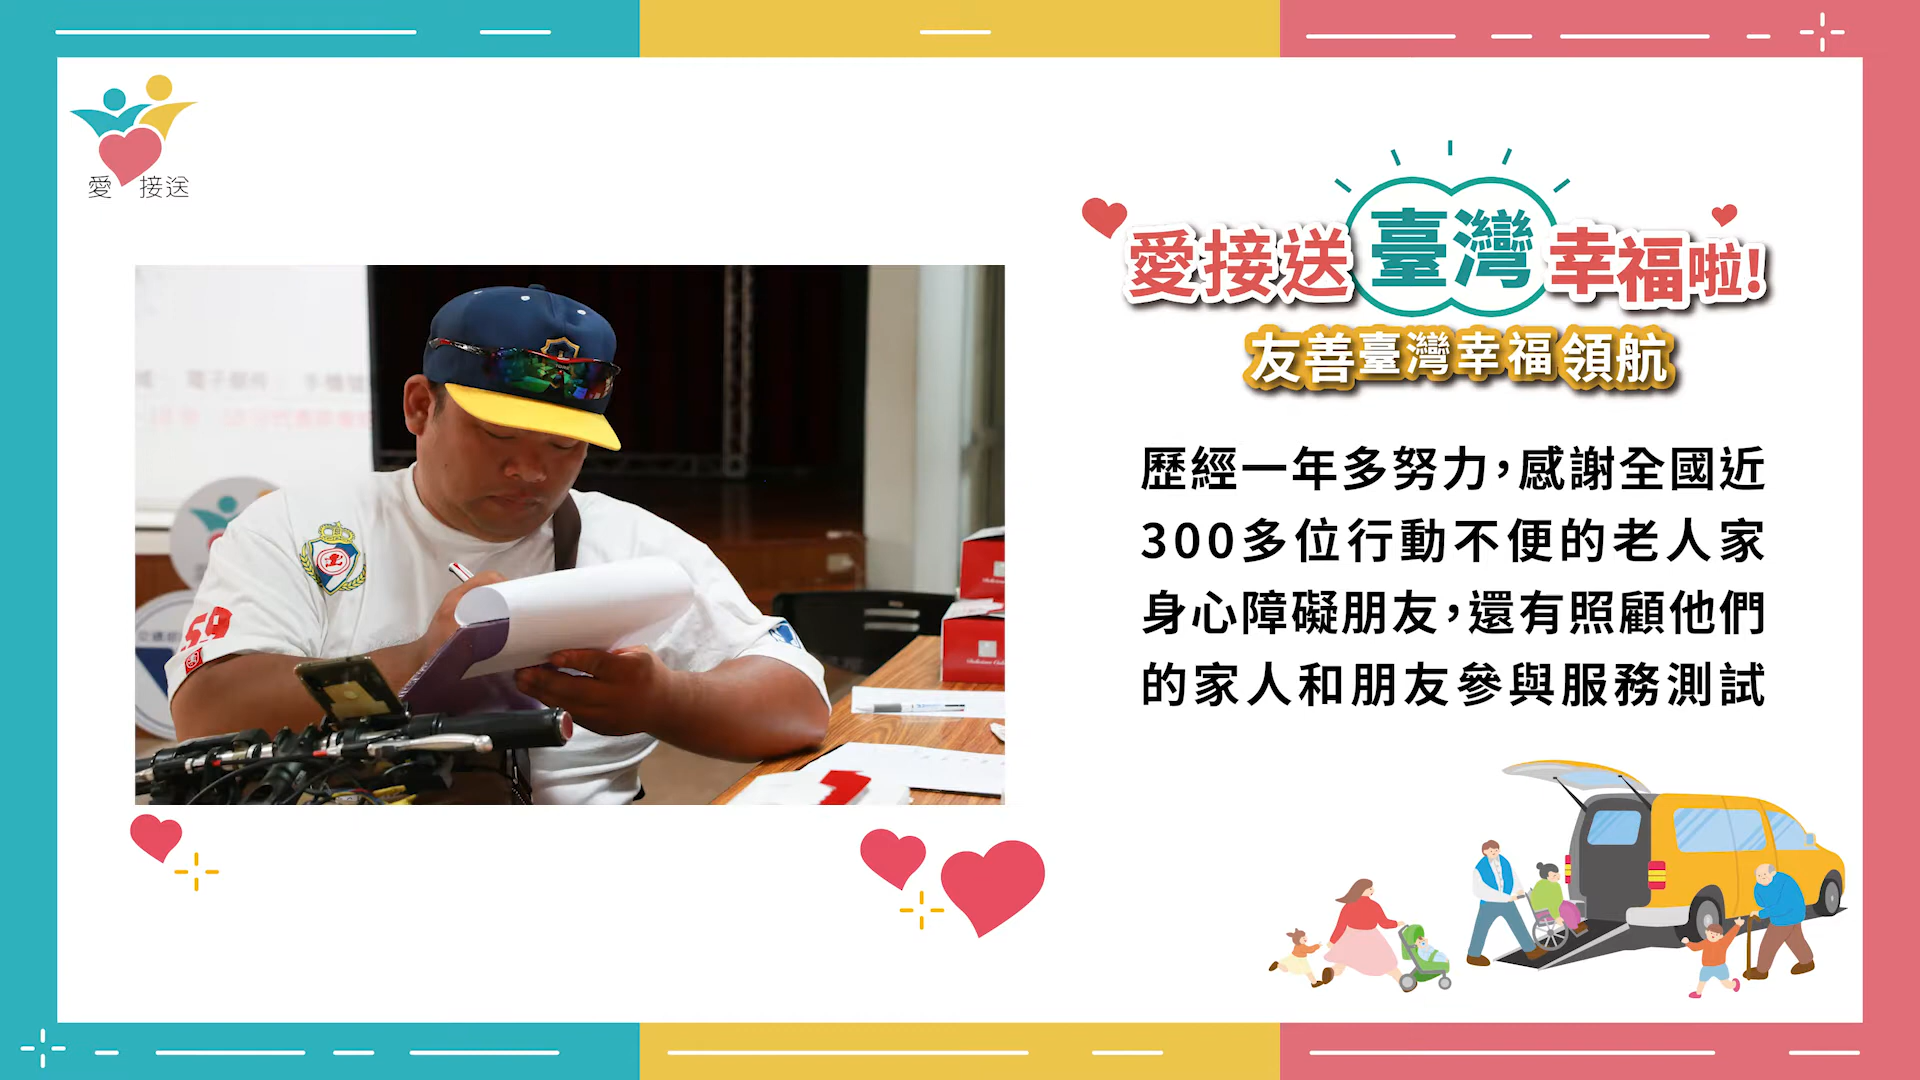 愛 接送
愛接送 臺灣 幸福啦!
友善臺灣幸福領航
歷經一年多努力,感謝全國近
300多位行動不便的老人家
身心障礙朋友,還有照顧他們
的家人和朋友參與服務測試
59